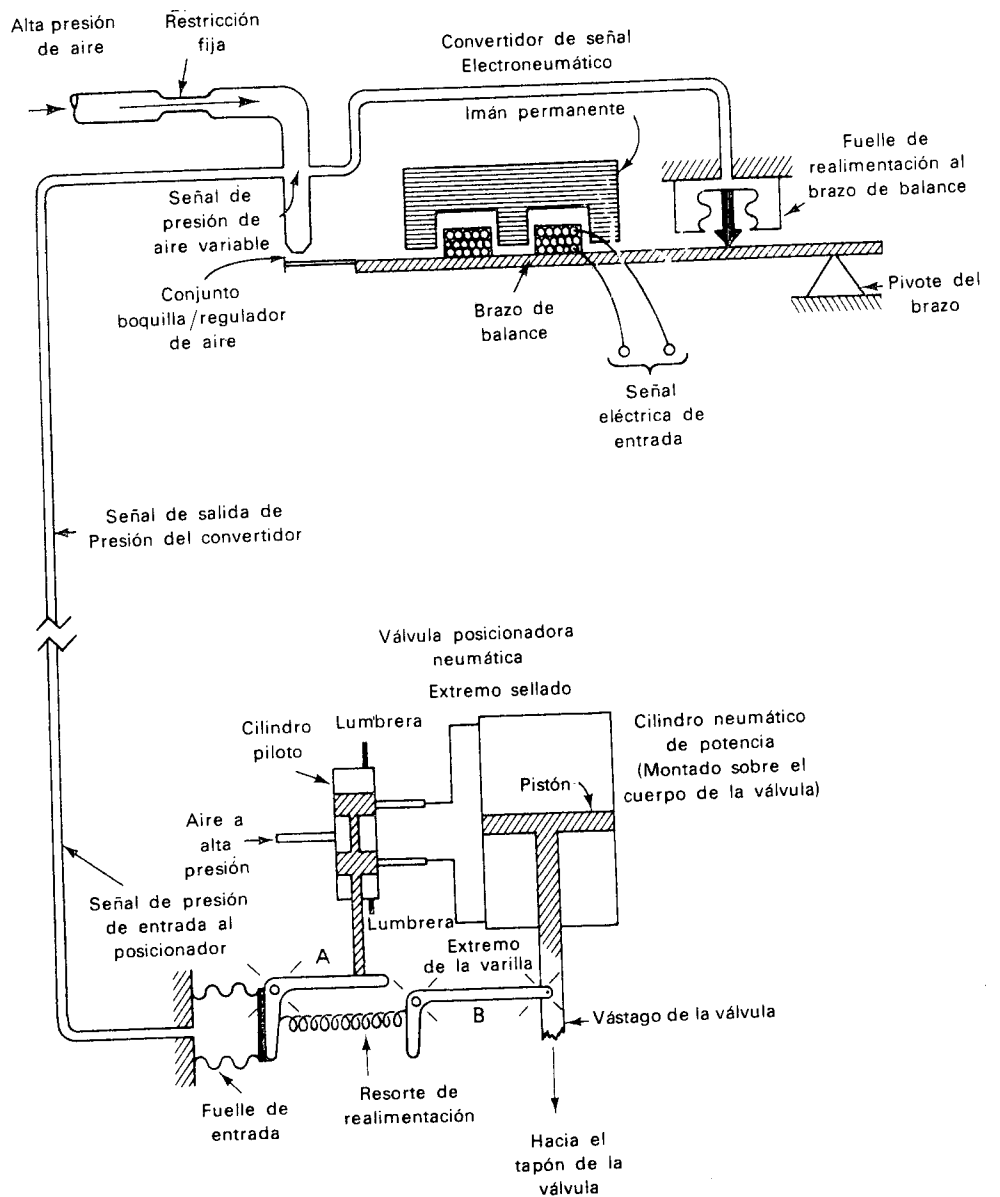 Alta presión
de aire
Restricción
fija
Convertidor de señal
Electroneumático
Imán permanente
Fuelle de
realimentación al
brazo de balance
Señal de
presión de
aire variable
Conjunto
boquilla/regulador
de aire
Brazo de
balance
Pivote del
brazo
Señal
eléctrica de
entrada
Señal de salida de
Presión del convertidor
Válvula posicionadora
neumática
Extremo sellado
Cilindro
piloto
Lumbrera
Cilindro neumático
de potencia
(Montado sobre el
cuerpo de la válvula)
Pistón
Aire a
alta
presión
Señal de presión
de entrada al
posicionador
Lumbrera
Extremo
de la varilla
A
B
Vástago de la válvula
Resorte de
realimentación
Fuelle de
entrada
Hacia el
tapón de la
válvula